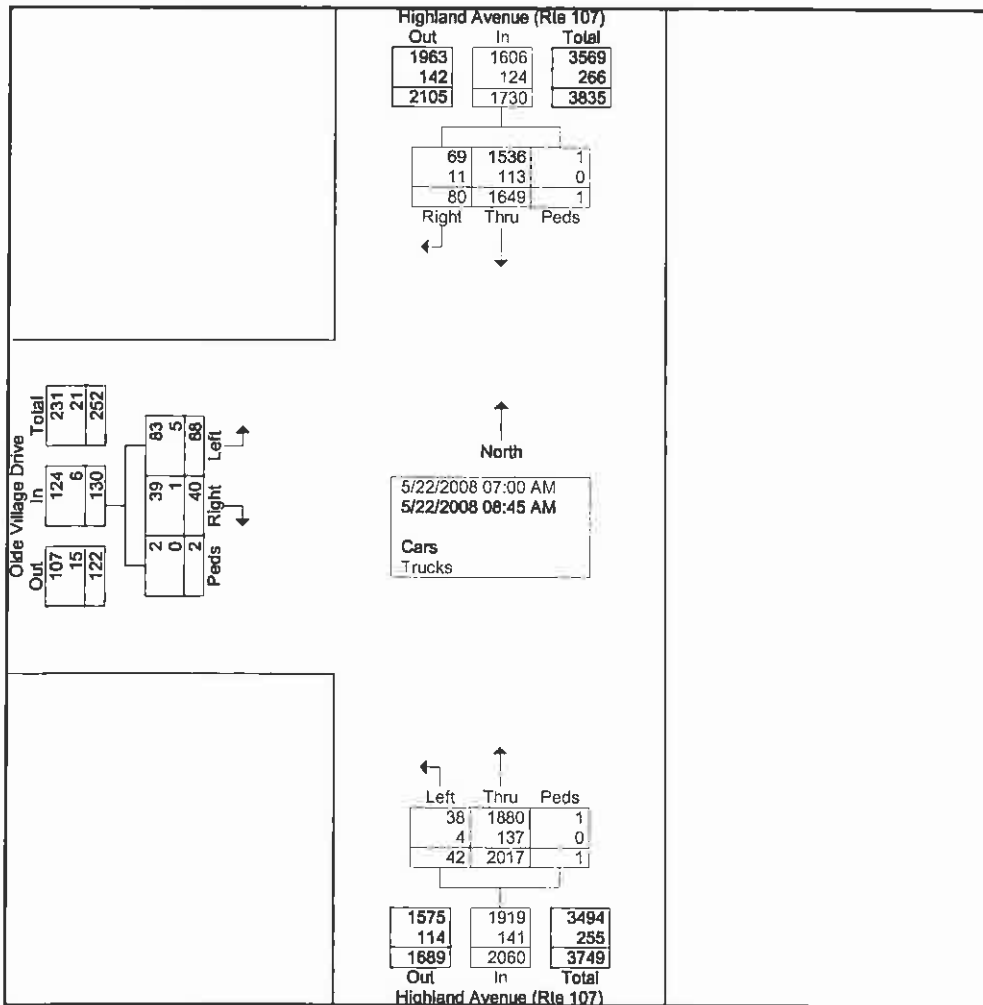 Highland Avenue (Rte 107)
Out In Total
1963 1606 3569
142 124 266
2105 1730 3835
69 1536 1
11 113 0
80 1649 1
Right Thru Peds
Olde Village Drive
Out In Total
107 124 231
15 6 21
122 130 252
2 39 83
0 1 5
2 40 88
Peds Right Left
North
5/22/2008 07:00 AM
5/22/2008 08:45 AM
Cars
Trucks
Left Thru Peds
38 1880 1
4 137 0
42 2017 1
1575 1919 3494
114 141 255
1689 2060 3749
Out In Total
Highland Avenue (Rte 107)